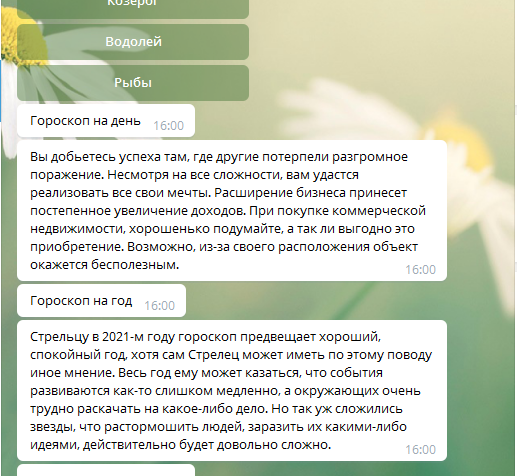 Козерог
Водолей
Рыбы
Гороскоп на день
16:00
Вы добьетесь успеха там, где другие потерпели разгромное
поражение. Несмотря на все сложности, вам удастся
реализовать все свои мечты. Расширение бизнеса принесет
постепенное увеличение доходов. При покупке коммерческой
недвижимости, хорошенько подумайте, а так ли выгодно это
приобретение. Возможно, из-за своего расположения объект
окажется бесполезным.
16:00
Гороскоп на год
16:00
Стрельцу в 2021-м году гороскоп предвещает хороший,
спокойный год, хотя сам Стрелец может иметь по этому поводу
иное мнение. Весь год ему может казаться, что события
развиваются как-то слишком медленно, а окружающих очень
трудно раскачать на какое-либо дело. Но так уж сложились
звезды, что растормошить людей, заразить их какими-либо
идеями, действительно будет довольно сложно.
16:00